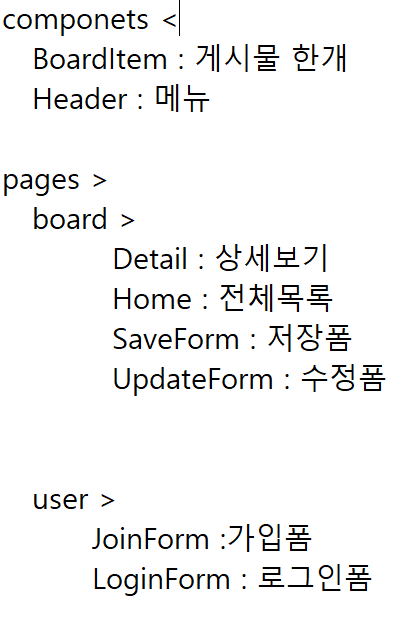 componets <
BoardItem : 게시물 한개
Header : 메뉴
pages >
board >
Detail : 상세보기
Home : 전체목록
SaveForm : 저장폼
UpdateForm : 수정폼
user >
JoinForm :가입폼
LoginForm : 로그인폼